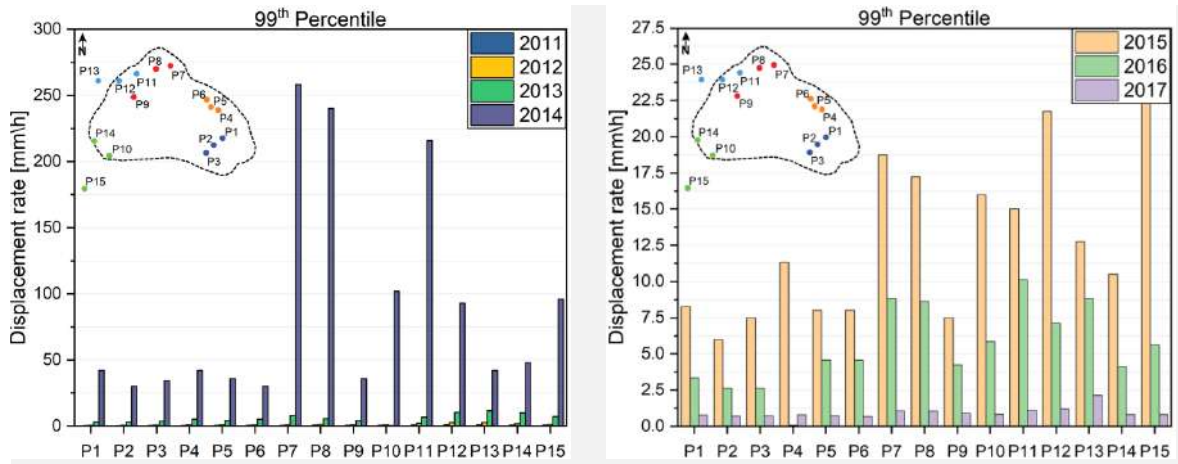 99th Percentile
300
250
200
150
100
50
0
Displacement rate [mm\h]
N
P13
P8
P7
P11
P12
P9
P6
P5
P4
P14
P10
P2
P1
P3
P15
2011
2012
2013
2014
P1 P2 P3 P4 P5 P6 P7 P8 P9 P10 P11 P12 P13 P14 P15
99th Percentile
27.5
25.0
22.5
20.0
17.5
15.0
12.5
10.0
7.5
5.0
2.5
0.0
Displacement rate [mm\h]
N
P13
P8
P7
P11
P12
P9
P6
P5
P4
P14
P10
P2
P1
P3
P15
2015
2016
2017
P1 P2 P3 P4 P5 P6 P7 P8 P9 P10 P11 P12 P13 P14 P15